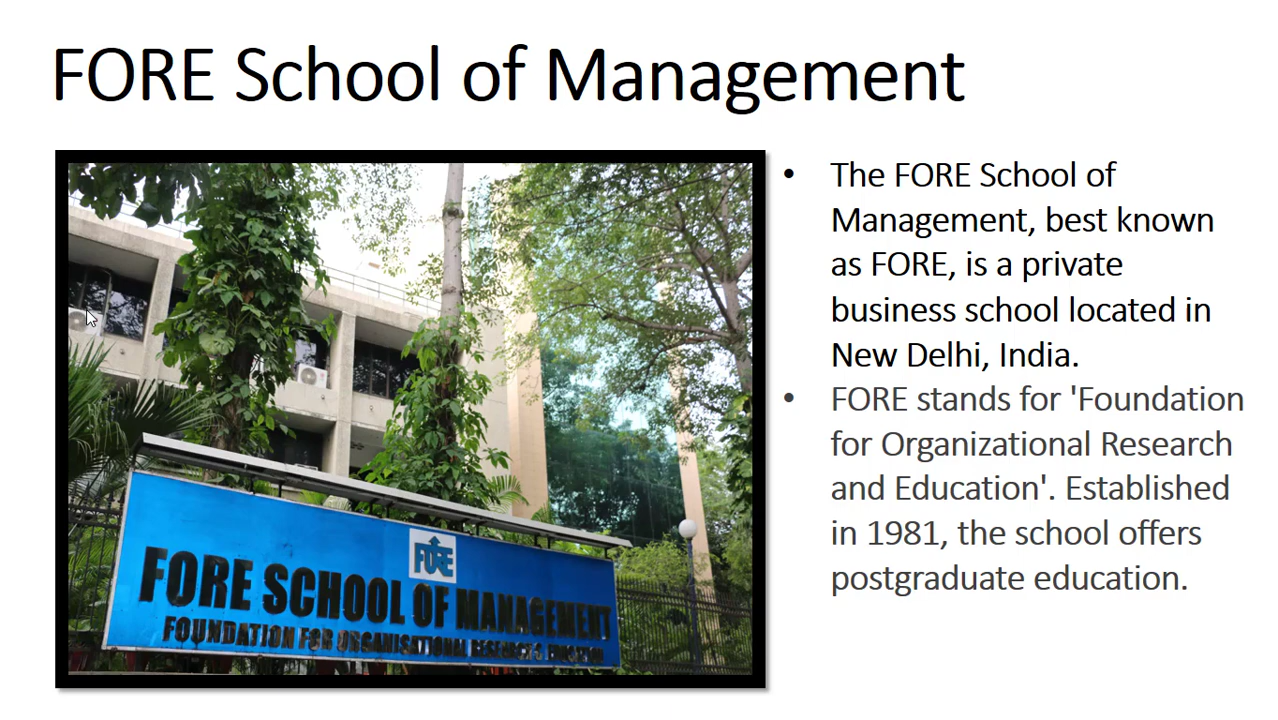 FORE School of Management
• The FORE School of
Management, best known
as FORE, is a private
business school located in
New Delhi, India.
• FORE stands for 'Foundation
for Organizational Research
and Education'. Established
in 1981, the school offers
postgraduate education.
FORE
FORE SCHOOL OF MANAGEMENT
FOUNDATION FOR ORGANISATIONAL RESEARCH & EDUCATION